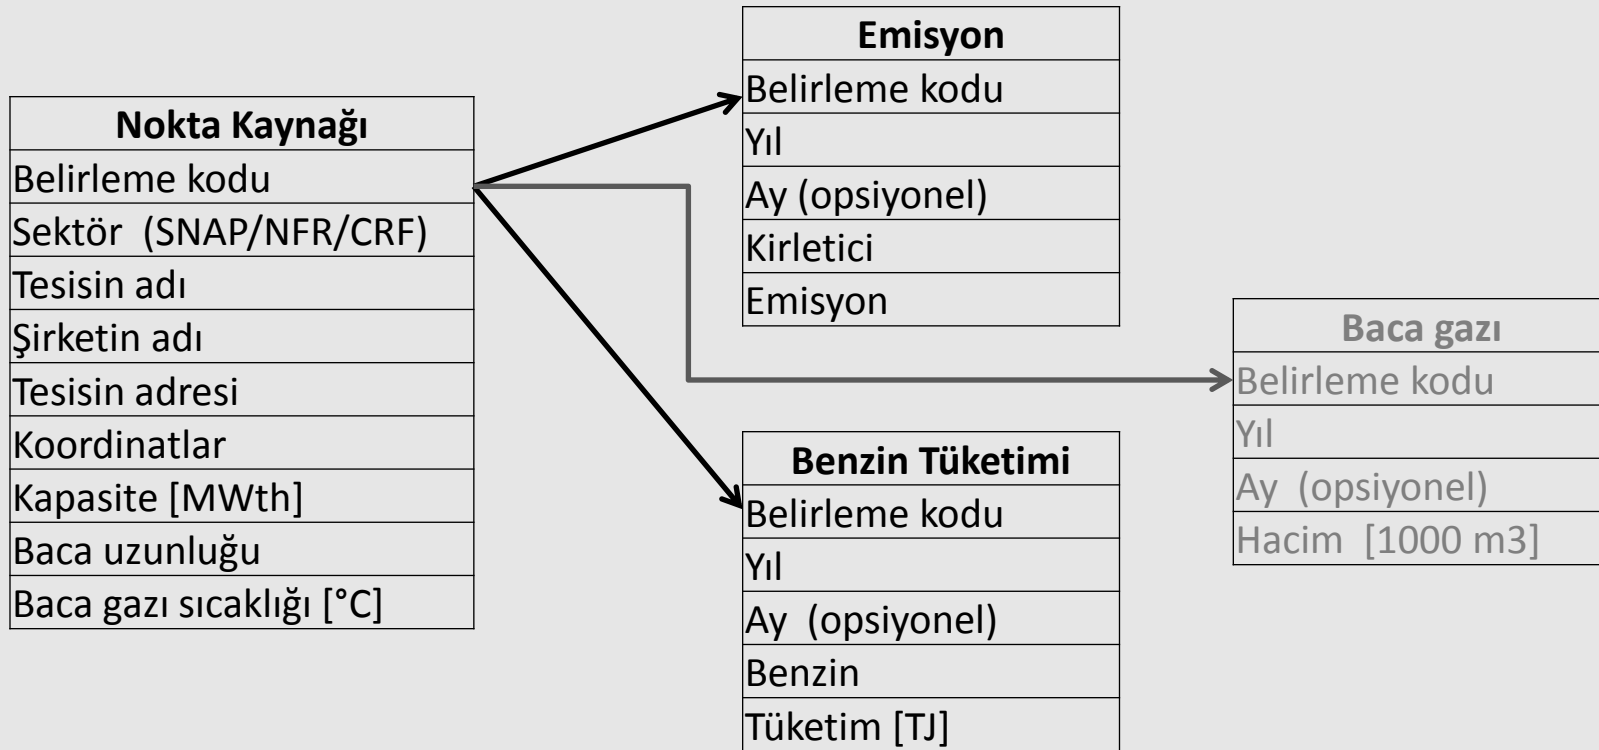 Nokta Kaynağı
Belirleme kodu
Sektör  (SNAP/NFR/CRF)
Tesisin adı
Şirketin adı
Tesisin adresi
Koordinatlar
Kapasite [MWth]
Baca uzunluğu
Baca gazı sıcaklığı [°C]
Emisyon
Belirleme kodu
Yıl
Ay (opsiyonel)
Kirletici
Emisyon
Benzin Tüketimi
Belirleme kodu
Yıl
Ay  (opsiyonel)
Benzin
Tüketim [TJ]
Baca gazı
Belirleme kodu
Yıl
Ay  (opsiyonel)
Hacim  [1000 m3]